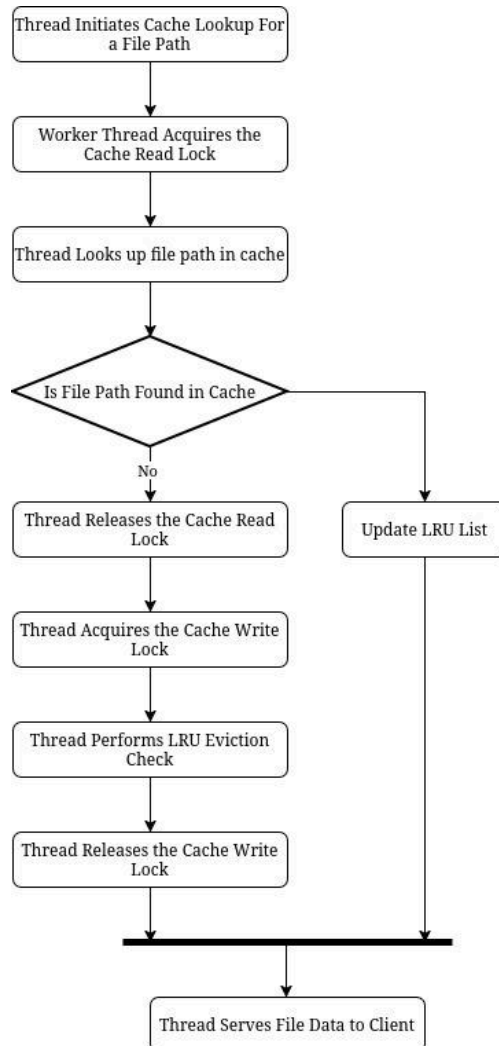 Thread Initiates Cache Lookup For
a File Path
Worker Thread Acquires the
Cache Read Lock
Thread Looks up file path in cache
Is File Path Found in Cache
No
Thread Releases the Cache Read
Lock
Update LRU List
Thread Acquires the Cache Write
Lock
Thread Performs LRU Eviction
Check
Thread Releases the Cache Write
Lock
Thread Serves File Data to Client